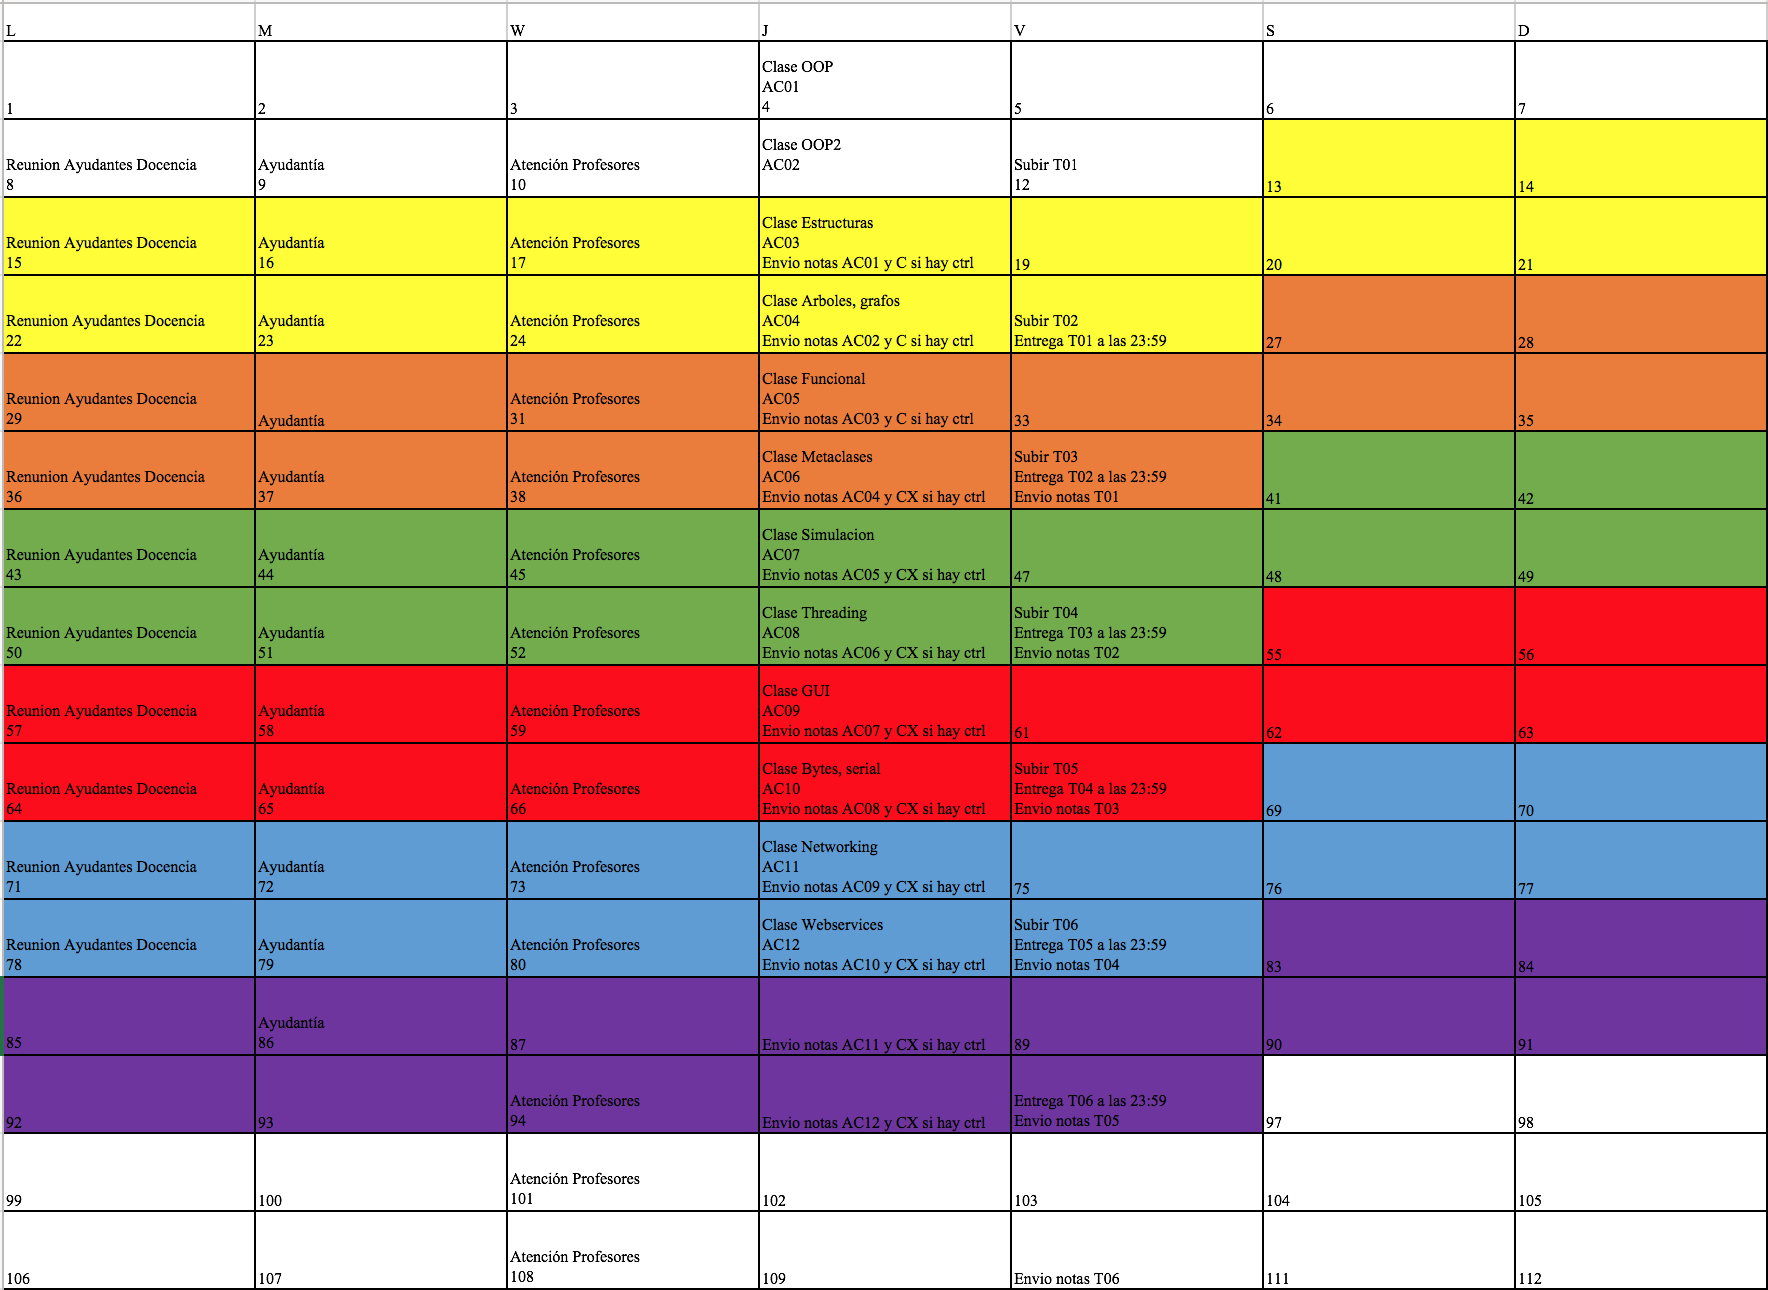 L
M
W
J
V
S
D
1
2
3
Clase OOP
AC01
4
5
6
7
Reunion Ayudantes Docencia
8
Ayudantía
9
Atención Profesores
10
Clase OOP2
AC02
Subir T01
12
13
14
Reunion Ayudantes Docencia
15
Ayudantía
16
Atención Profesores
17
Clase Estructuras
AC03
Envio notas AC01 y C si hay ctrl
19
20
21
Renunion Ayudantes Docencia
22
Ayudantía
23
Atención Profesores
24
Clase Arboles, grafos
AC04
Envio notas AC02 y C si hay ctrl
Subir T02
Entrega T01 a las 23:59
27
28
Reunion Ayudantes Docencia
29
Ayudantía
Atención Profesores
31
Clase Funcional
AC05
Envio notas AC03 y C si hay ctrl
33
34
35
Renunion Ayudantes Docencia
36
Ayudantía
37
Atención Profesores
38
Clase Metaclases
AC06
Envio notas AC04 y CX si hay ctrl
Subir T03
Entrega T02 a las 23:59
Envio notas T01
41
42
Reunion Ayudantes Docencia
43
Ayudantía
44
Atención Profesores
45
Clase Simulacion
AC07
Envio notas AC05 y CX si hay ctrl
47
48
49
Reunion Ayudantes Docencia
50
Ayudantía
51
Atención Profesores
52
Clase Threading
AC08
Envio notas AC06 y CX si hay ctrl
Subir T04
Entrega T03 a las 23:59
Envio notas T02
55
56
Reunion Ayudantes Docencia
57
Ayudantía
58
Atención Profesores
59
Clase GUI
AC09
Envio notas AC07 y CX si hay ctrl
61
62
63
Reunion Ayudantes Docencia
64
Ayudantía
65
Atención Profesores
66
Clase Bytes, serial
AC10
Envio notas AC08 y CX si hay ctrl
Subir T05
Entrega T04 a las 23:59
Envio notas T03
69
70
Reunion Ayudantes Docencia
71
Ayudantía
72
Atención Profesores
73
Clase Networking
AC11
Envio notas AC09 y CX si hay ctrl
75
76
77
Reunion Ayudantes Docencia
78
Ayudantía
79
Atención Profesores
80
Clase Webservices
AC12
Envio notas AC10 y CX si hay ctrl
Subir T06
Entrega T05 a las 23:59
Envio notas T04
83
84
85
Ayudantía
86
87
Envio notas AC11 y CX si hay ctrl
89
90
91
92
93
Atención Profesores
94
Envio notas AC12 y CX si hay ctrl
Entrega T06 a las 23:59
Envio notas T05
97
98
99
100
Atención Profesores
101
102
103
104
105
106
107
Atención Profesores
108
109
Envio notas T06
111
112